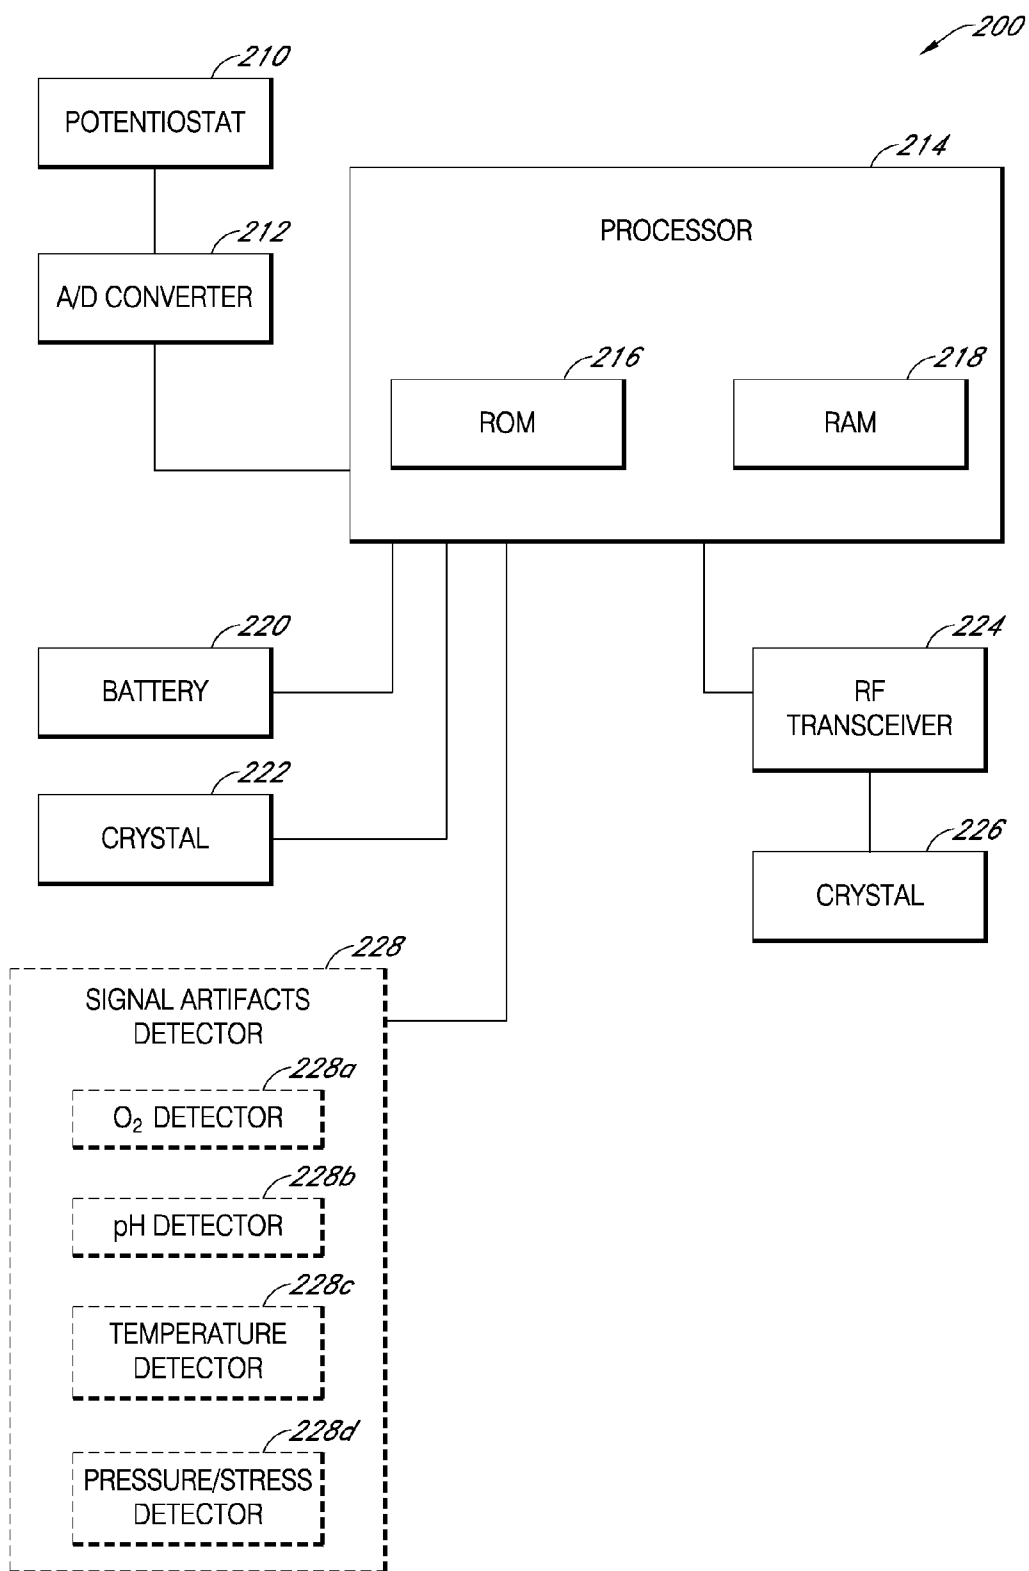 200
210
POTENTIOSTAT
214
PROCESSOR
212
A/D CONVERTER
216
ROM
218
RAM
220
BATTERY
224
RF
TRANSCEIVER
222
CRYSTAL
226
CRYSTAL
228
SIGNAL ARTIFACTS
DETECTOR
228a
O₂ DETECTOR
228b
pH DETECTOR
228c
TEMPERATURE
DETECTOR
228d
PRESSURE/STRESS
DETECTOR